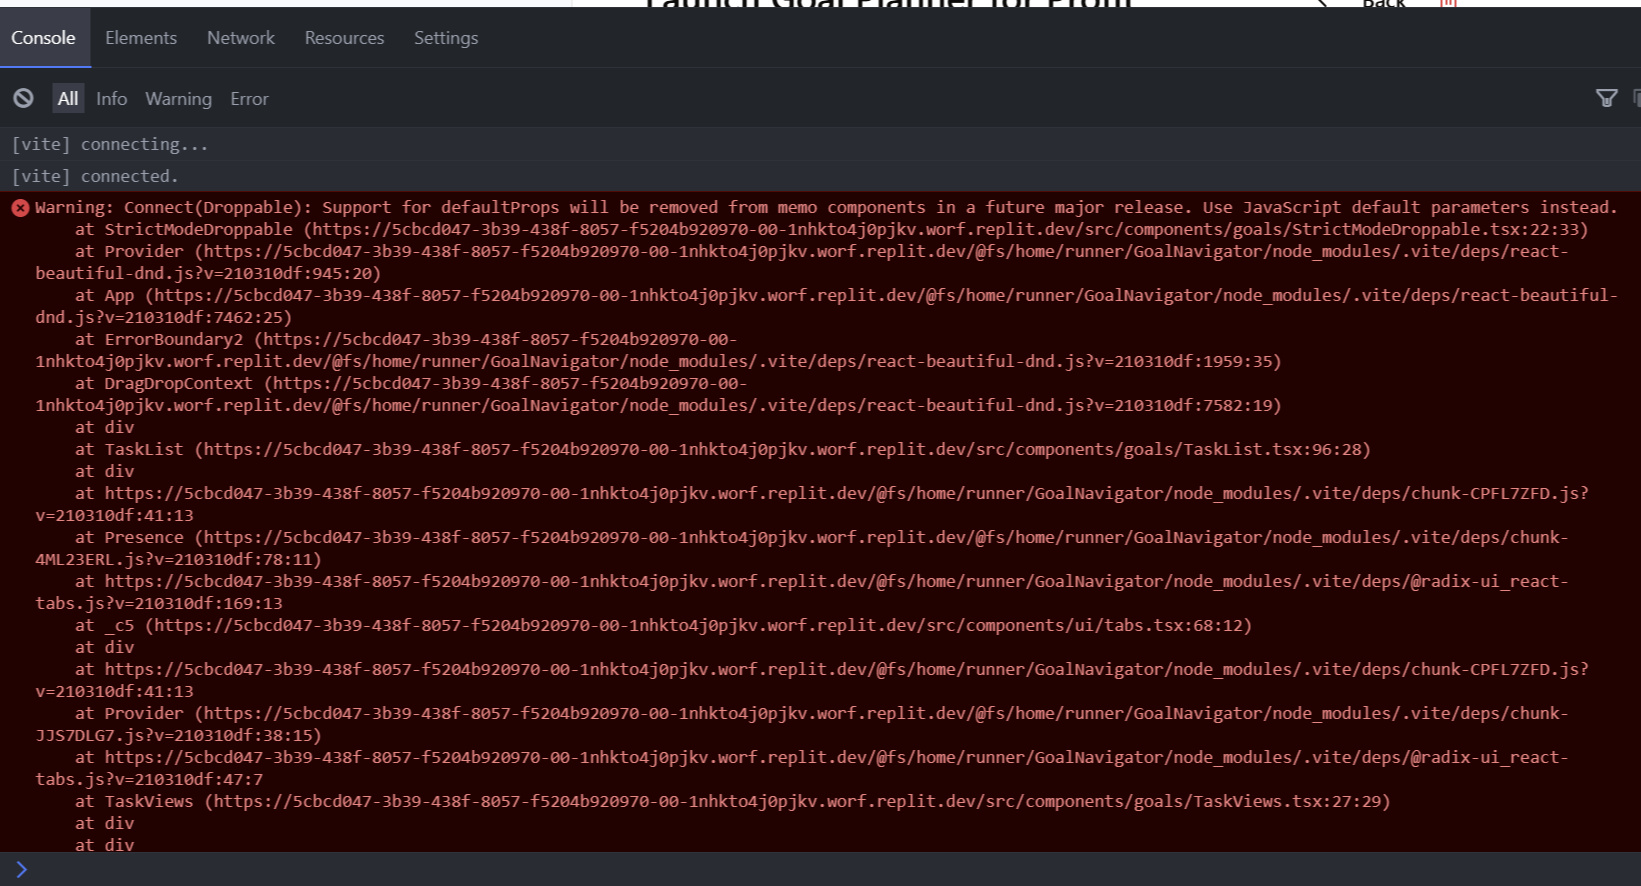 Launch Goal Planner for Profi
Back
Console Elements Network Resources Settings
All Info Warning Error
[vite] connecting...
[vite] connected.
Warning: Connect(Droppable): Support for defaultProps will be removed from memo components in a future major release. Use JavaScript default parameters instead.
at StrictModeDroppable (https://5cbcd047-3b39-438f-8057-f5204b920970-00-1nhkto4j0pjkv.worf.replit.dev/src/components/goals/StrictModeDroppable.tsx:22:33)
at Provider (https://5cbcd047-3b39-438f-8057-f5204b920970-00-1nhkto4j0pjkv.worf.replit.dev/@fs/home/runner/GoalNavigator/node_modules/.vite/deps/react-
beautiful-dnd.js?v=210310df:945:20)
at App (https://5cbcd047-3b39-438f-8057-f5204b920970-00-1nhkto4j0pjkv.worf.replit.dev/@fs/home/runner/GoalNavigator/node_modules/.vite/deps/react-beautiful-
dnd.js?v=210310df:7462:25)
at ErrorBoundary2 (https://5cbcd047-3b39-438f-8057-f5204b920970-00-
1nhkto4j0pjkv.worf.replit.dev/@fs/home/runner/GoalNavigator/node_modules/.vite/deps/react-beautiful-dnd.js?v=210310df:1959:35)
at DragDropContext (https://5cbcd047-3b39-438f-8057-f5204b920970-00-
1nhkto4j0pjkv.worf.replit.dev/@fs/home/runner/GoalNavigator/node_modules/.vite/deps/react-beautiful-dnd.js?v=210310df:7582:19)
at div
at TaskList (https://5cbcd047-3b39-438f-8057-f5204b920970-00-1nhkto4j0pjkv.worf.replit.dev/src/components/goals/TaskList.tsx:96:28)
at div
at https://5cbcd047-3b39-438f-8057-f5204b920970-00-1nhkto4j0pjkv.worf.replit.dev/@fs/home/runner/GoalNavigator/node_modules/.vite/deps/chunk-CPFL7ZFD.js?
v=210310df:41:13
at Presence (https://5cbcd047-3b39-438f-8057-f5204b920970-00-1nhkto4j0pjkv.worf.replit.dev/@fs/home/runner/GoalNavigator/node_modules/.vite/deps/chunk-
4ML23ERL.js?v=210310df:78:11)
at https://5cbcd047-3b39-438f-8057-f5204b920970-00-1nhkto4j0pjkv.worf.replit.dev/@fs/home/runner/GoalNavigator/node_modules/.vite/deps/@radix-ui_react-
tabs.js?v=210310df:169:13
at _c5 (https://5cbcd047-3b39-438f-8057-f5204b920970-00-1nhkto4j0pjkv.worf.replit.dev/src/components/ui/tabs.tsx:68:12)
at div
at https://5cbcd047-3b39-438f-8057-f5204b920970-00-1nhkto4j0pjkv.worf.replit.dev/@fs/home/runner/GoalNavigator/node_modules/.vite/deps/chunk-CPFL7ZFD.js?
v=210310df:41:13
at Provider (https://5cbcd047-3b39-438f-8057-f5204b920970-00-1nhkto4j0pjkv.worf.replit.dev/@fs/home/runner/GoalNavigator/node_modules/.vite/deps/chunk-
JJS7DLG7.js?v=210310df:38:15)
at https://5cbcd047-3b39-438f-8057-f5204b920970-00-1nhkto4j0pjkv.worf.replit.dev/@fs/home/runner/GoalNavigator/node_modules/.vite/deps/@radix-ui_react-
tabs.js?v=210310df:47:7
at TaskViews (https://5cbcd047-3b39-438f-8057-f5204b920970-00-1nhkto4j0pjkv.worf.replit.dev/src/components/goals/TaskViews.tsx:27:29)
at div
at div